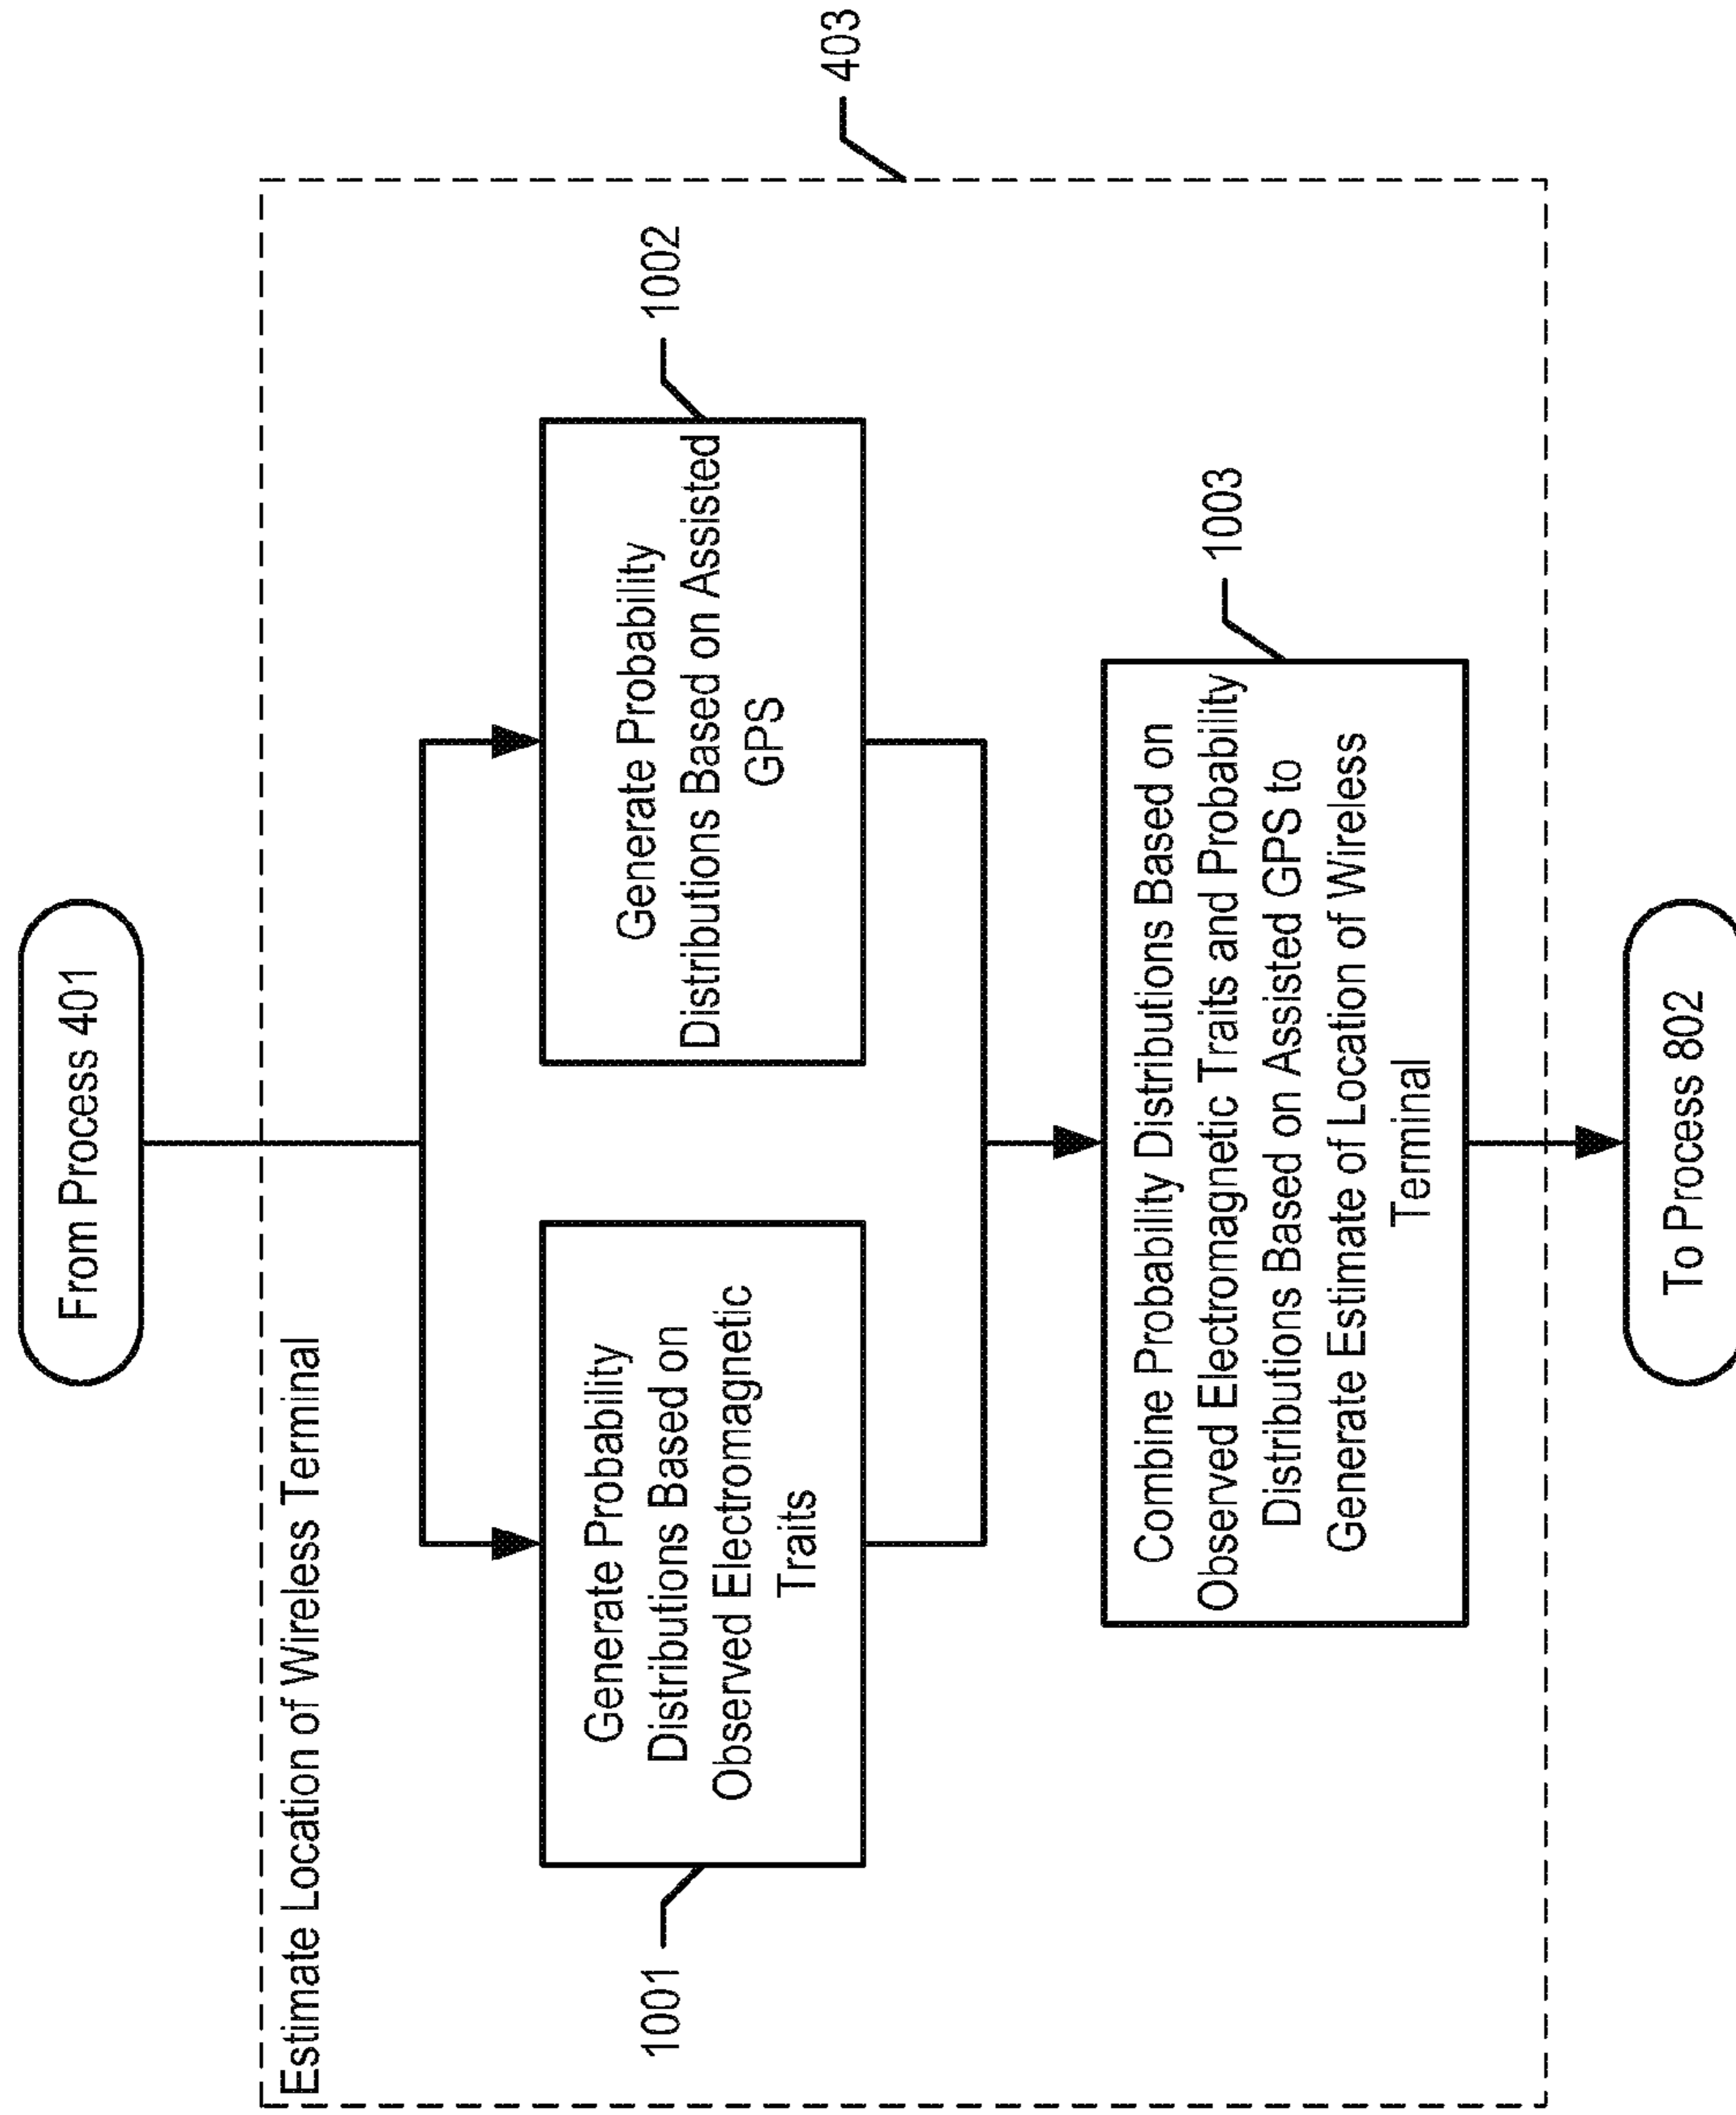 From Process 401
Estimate Location of Wireless Terminal
403
1001
Generate Probability
Distributions Based on
Observed Electromagnetic
Traits
1002
Generate Probability
Distributions Based on Assisted
GPS
1003
Combine Probability Distributions Based on
Observed Electromagnetic Traits and Probability
Distributions Based on Assisted GPS to
Generate Estimate of Location of Wireless
Terminal
To Process 802